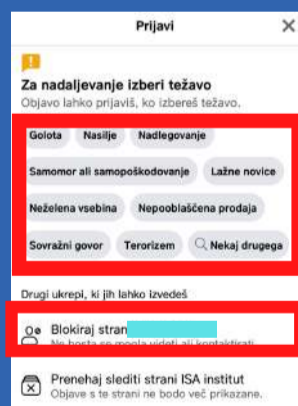 Prijavi
Za nadaljevanje izberi težavo
Objavo lahko prijaviš, ko izbereš težavo.
Golota Nasilje Nadlegovanje
Samomor ali samopoškodovanje Lažne novice
Neželena vsebina Nepooblaščena prodaja
Sovražni govor Terorizem Nekaj drugega
Drugi ukrepi, ki jih lahko izvedeš
Blokiraj stran
Ne bosta se mogla videti ali kontaktirati
Prenehaj slediti strani ISA institut
Objave s te strani ne bodo več prikazane.